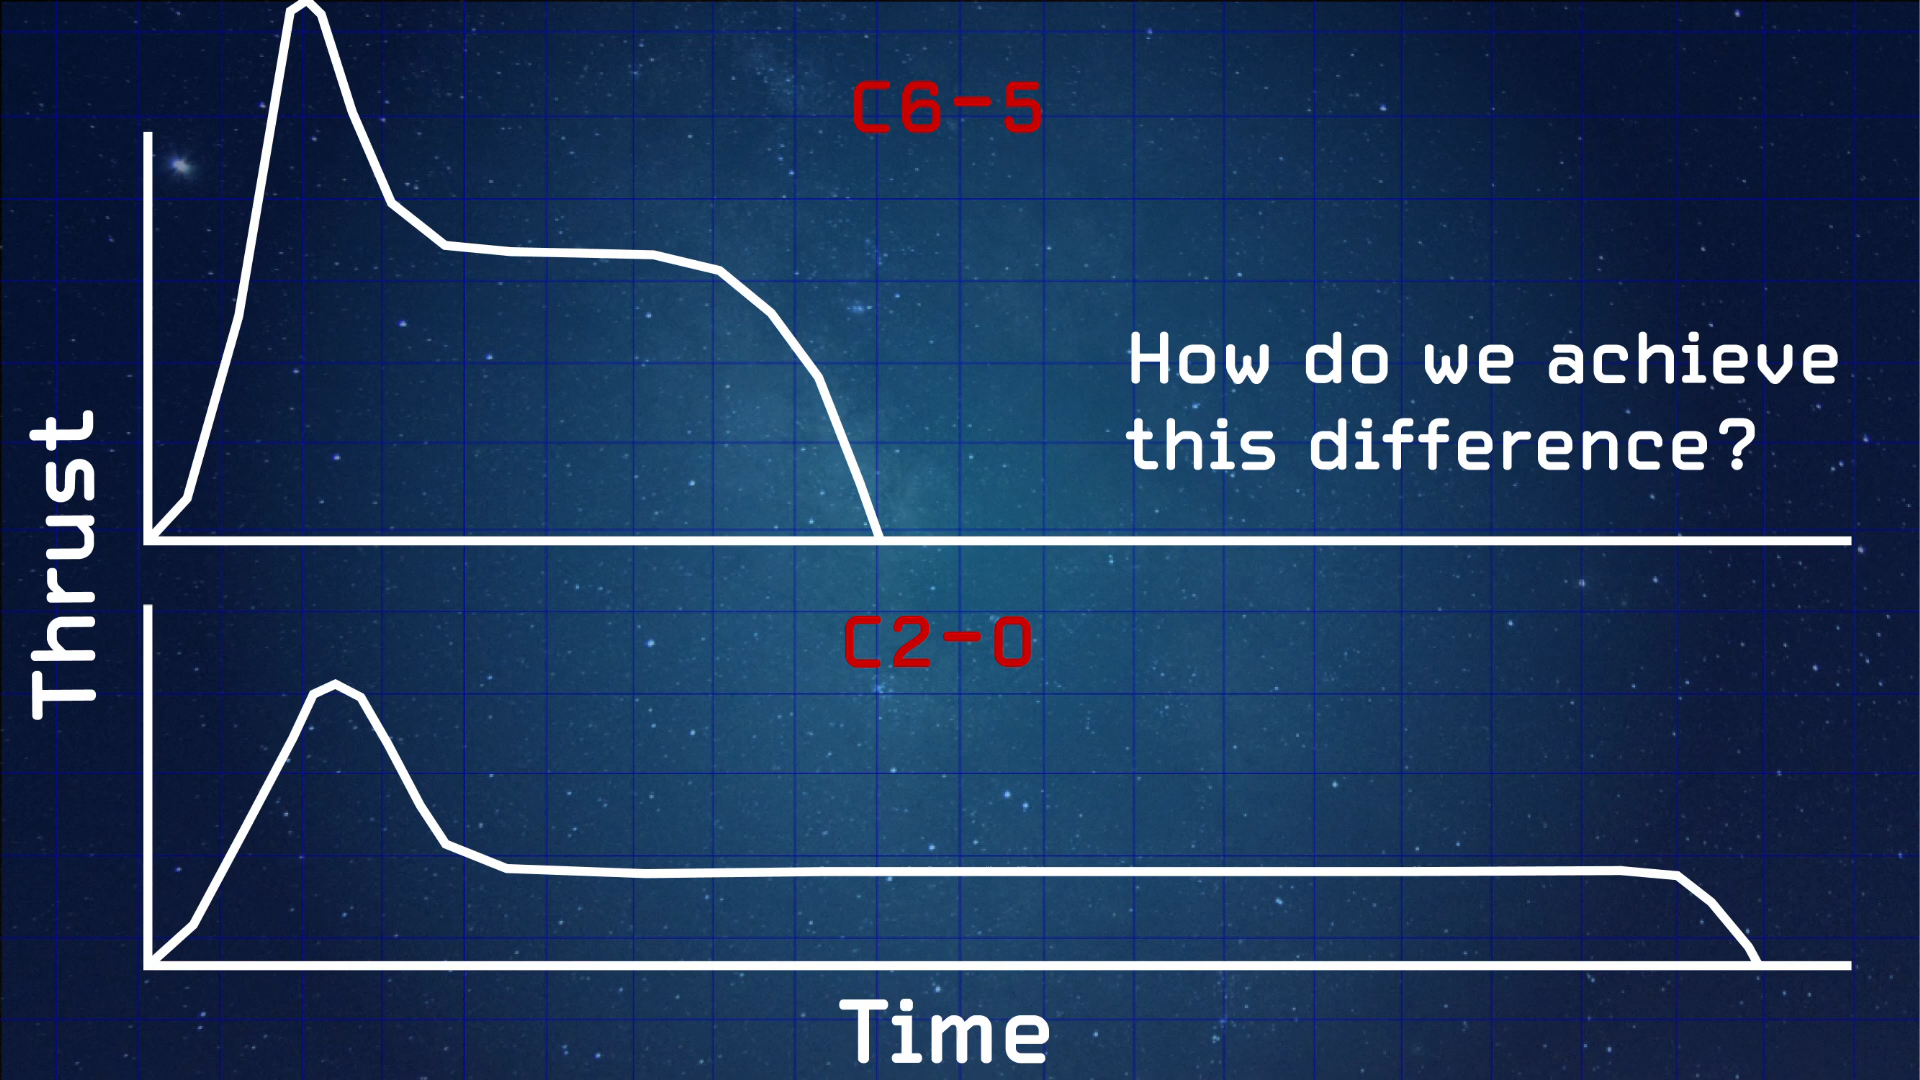 C6-5
How do we achieve
this difference?
Thrust
C2-0
Time